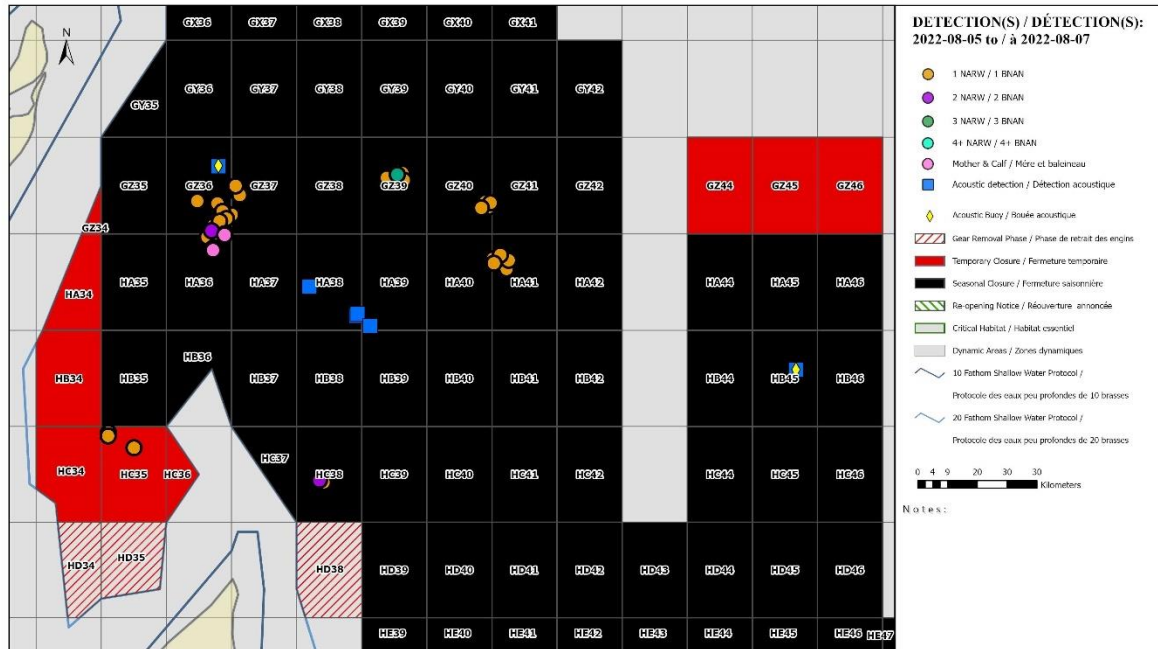 GX36 GX37 GX38 GX39 GX40 GX41
N
GY35 GY36 GY37 GY38 GY39 GY40 GY41 GY42
GZ34 GZ35 GZ36 GZ37 GZ38 GZ39 GZ40 GZ41 GZ42 GZ44 GZ45 GZ46
HA34 HA35 HA36 HA37 HA38 HA39 HA40 HA41 HA42 HA44 HA45 HA46
HB34 HB35 HB36 HB37 HB38 HB39 HB40 HB41 HB42 HB44 HB45 HB46
HC34 HC35 HC36 HC37 HC38 HC39 HC40 HC41 HC42 HC44 HC45 HC46
HD34 HD35 HD38 HD39 HD40 HD41 HD42 HD43 HD44 HD45 HD46
HE39 HE40 HE41 HE42 HE43 HE44 HE45 HE46 HE47
DETECTION(S) / DÉTECTION(S):
2022-08-05 to / à 2022-08-07
1 NARW / 1 BNAN
2 NARW / 2 BNAN
3 NARW / 3 BNAN
4+ NARW / 4+ BNAN
Mother & Calf / Mère et baleineau
Acoustic detection / Détection acoustique
Acoustic Buoy / Bouée acoustique
Gear Removal Phase / Phase de retrait des engins
Temporary Closure / Fermeture temporaire
Seasonal Closure / Fermeture saisonnière
Re-opening Notice / Réouverture annoncée
Critical Habitat / Habitat essentiel
Dynamic Areas / Zones dynamiques
10 Fathom Shallow Water Protocol /
Protocole des eaux peu profondes de 10 brasses
20 Fathom Shallow Water Protocol /
Protocole des eaux peu profondes de 20 brasses
0 4 9 20 30
Kilometers
Notes: